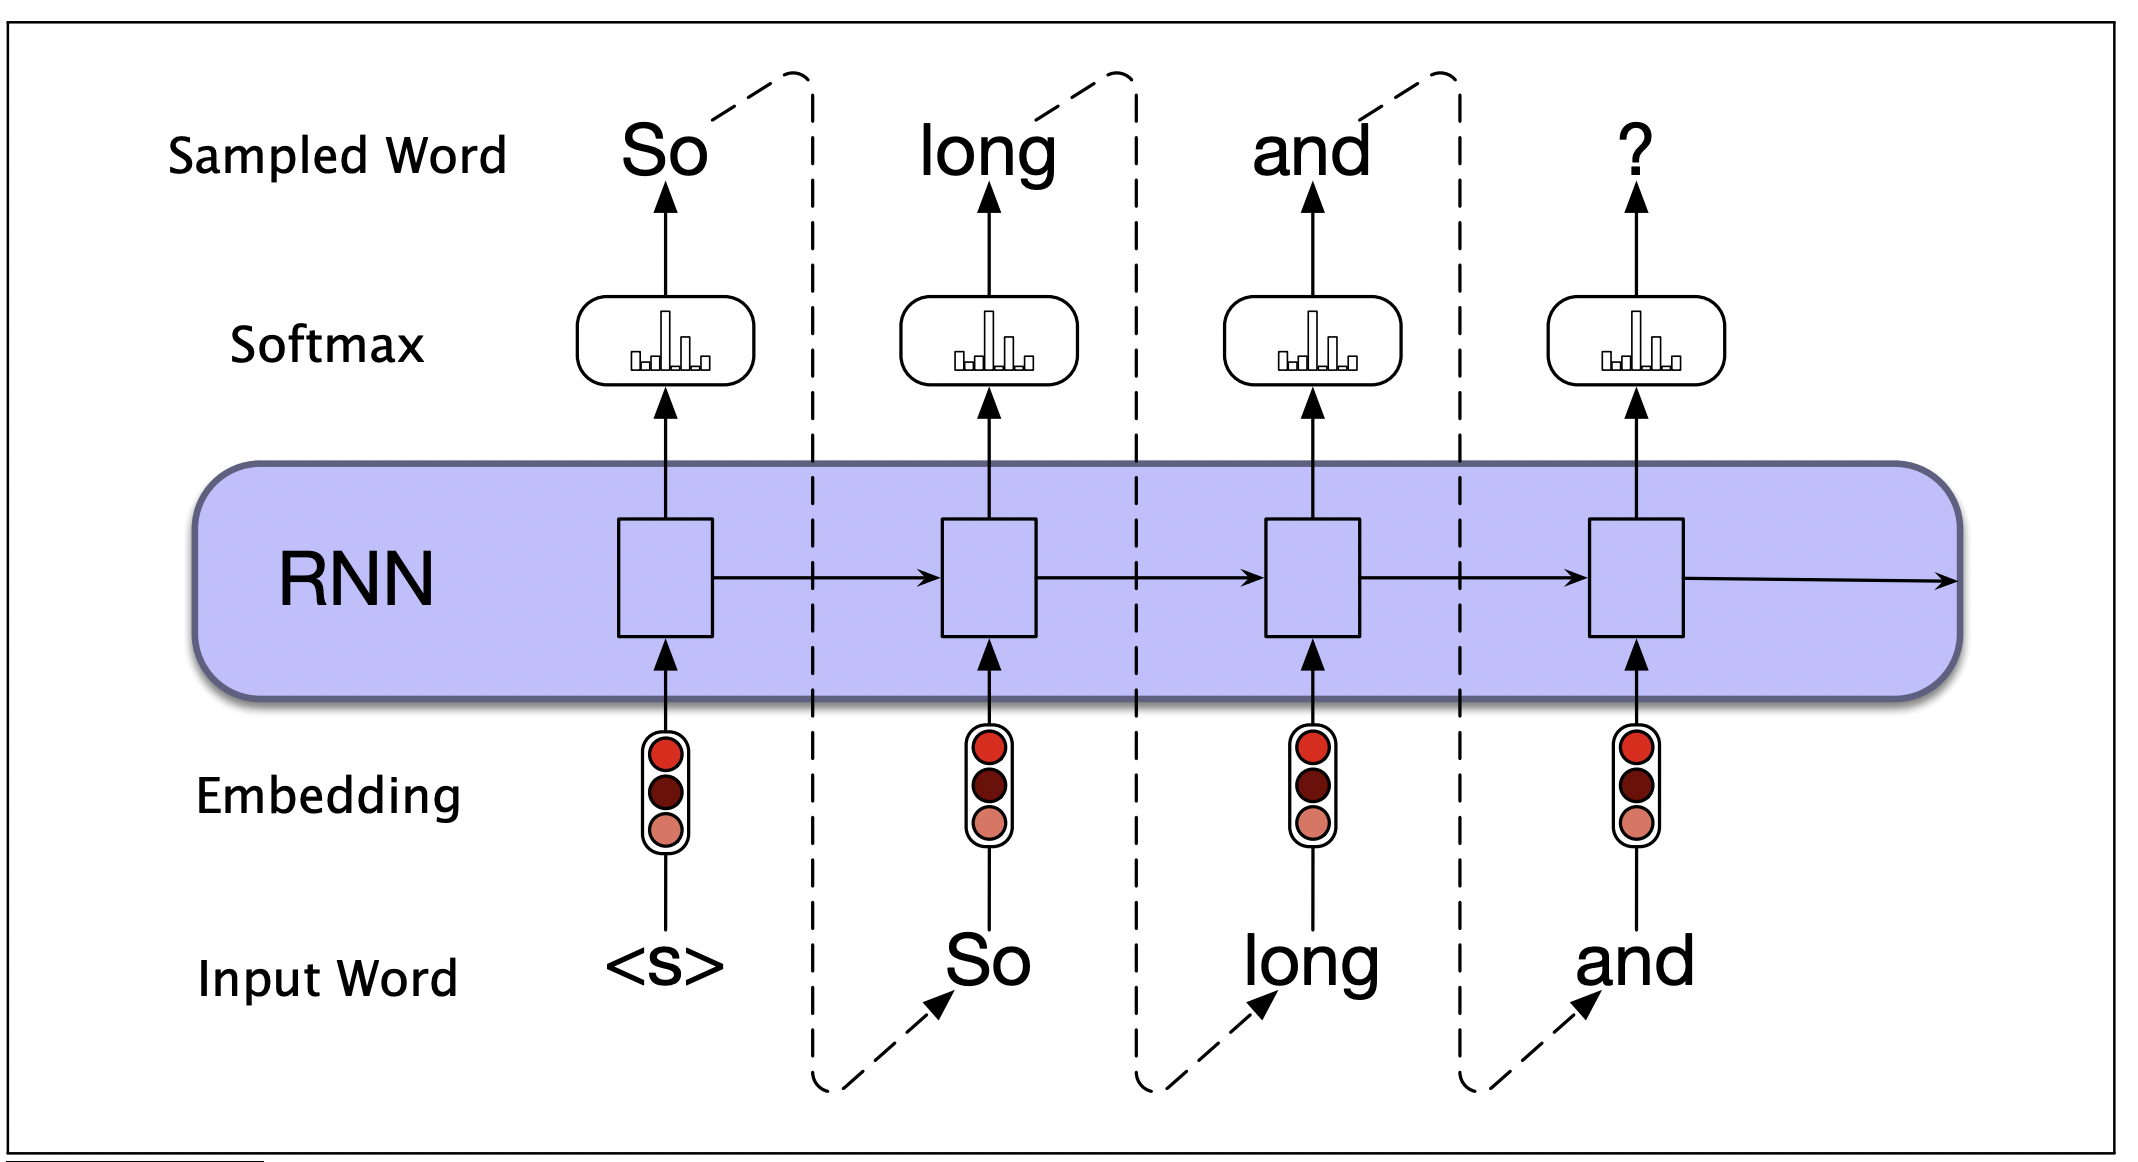 Sampled Word So long and ?
Softmax
RNN
Embedding
Input Word <s> So long and